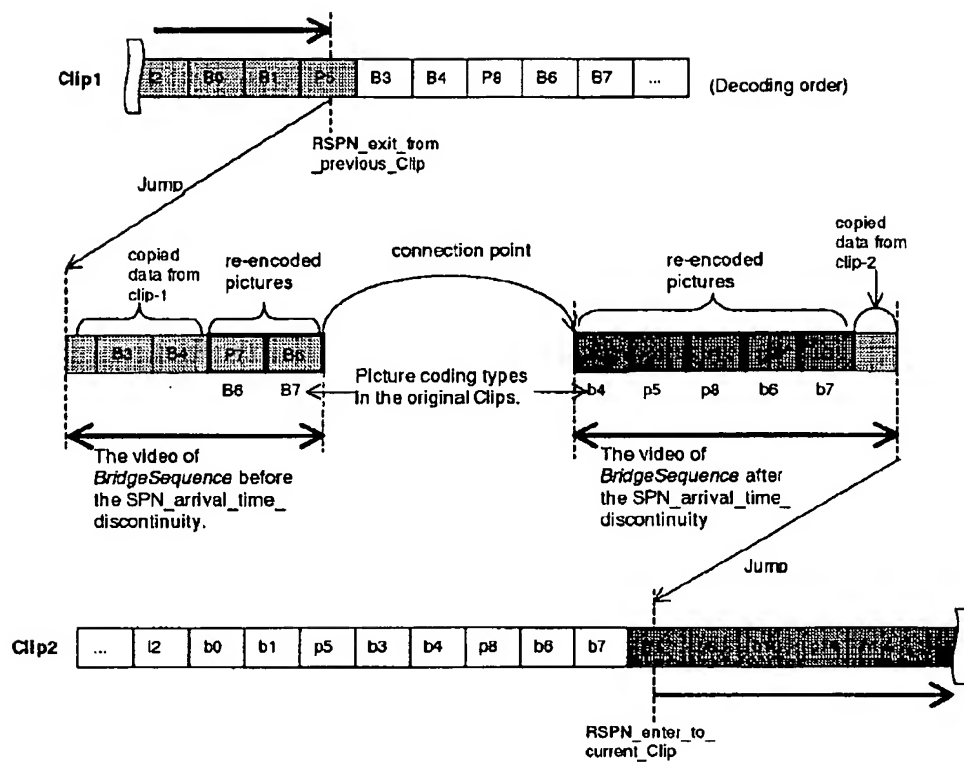 Clip1
I2 B0 B1 P5 B3 B4 P8 B6 B7 ...
(Decoding order)
RSPN_exit_from
_previous_Clip
Jump
copied
data from
clip-1
re-encoded
pictures
connection point
re-encoded
pictures
copied
data from
clip-2
B3 B4 P7 B6
B6 B7
Picture coding types
in the original Clips.
b4 p5 p8 b6 b7
The video of
BridgeSequence before
the SPN_arrival_time_
discontinuity.
The video of
BridgeSequence after
the SPN_arrival_time_
discontinuity
Jump
Clip2
... i2 b0 b1 p5 b3 b4 p8 b6 b7
RSPN_enter_to_
current_Clip